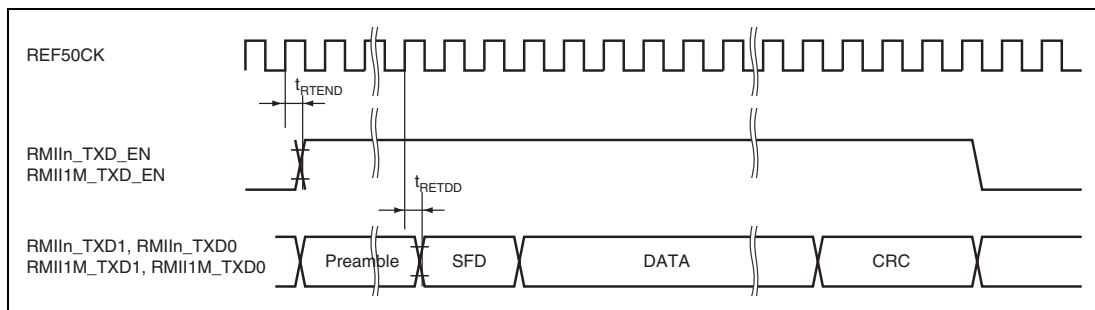 REF50CK
tRTEND
RMIIn_TXD_EN
RMII1M_TXD_EN
tRETDD
RMIIn_TXD1, RMIIn_TXD0
RMII1M_TXD1, RMII1M_TXD0
Preamble SFD DATA CRC